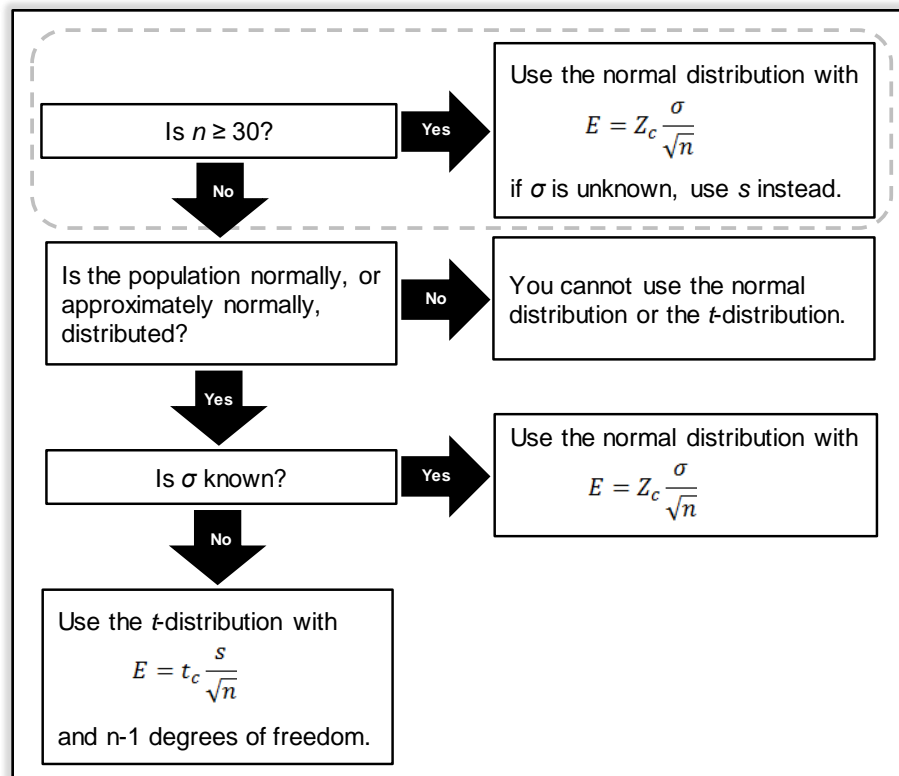 Is n ≥ 30?
Yes
Use the normal distribution with
E = Z_c σ/√n
if σ is unknown, use s instead.
No
Is the population normally, or
approximately normally,
distributed?
No
You cannot use the normal
distribution or the t-distribution.
Yes
Is σ known?
Yes
Use the normal distribution with
E = Z_c σ/√n
No
Use the t-distribution with
E = t_c s/√n
and n-1 degrees of freedom.